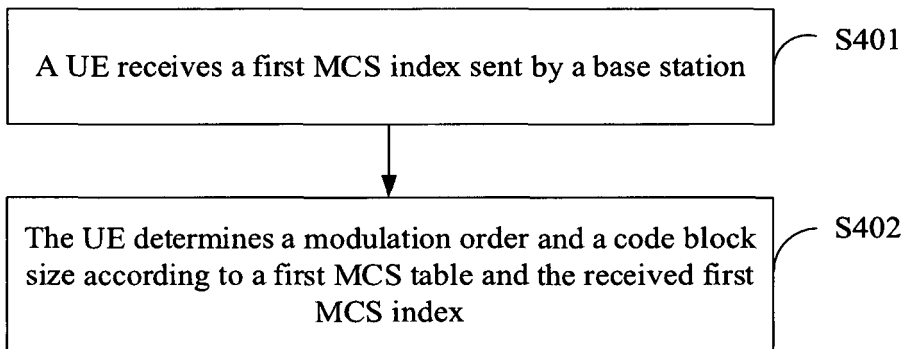 A UE receives a first MCS index sent by a base station
S401
The UE determines a modulation order and a code block
size according to a first MCS table and the received first
MCS index
S402